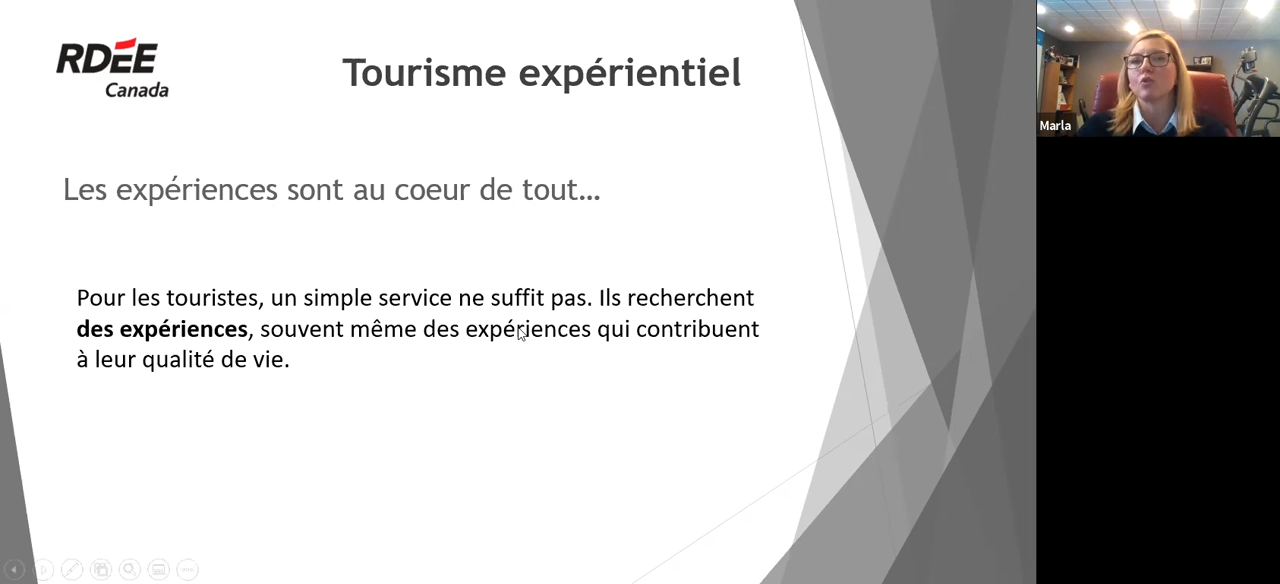 RDÉE
Canada
Tourisme expérientiel
Les expériences sont au coeur de tout...
Pour les touristes, un simple service ne suffit pas. Ils recherchent
des expériences, souvent même des expériences qui contribuent
à leur qualité de vie.
Marla